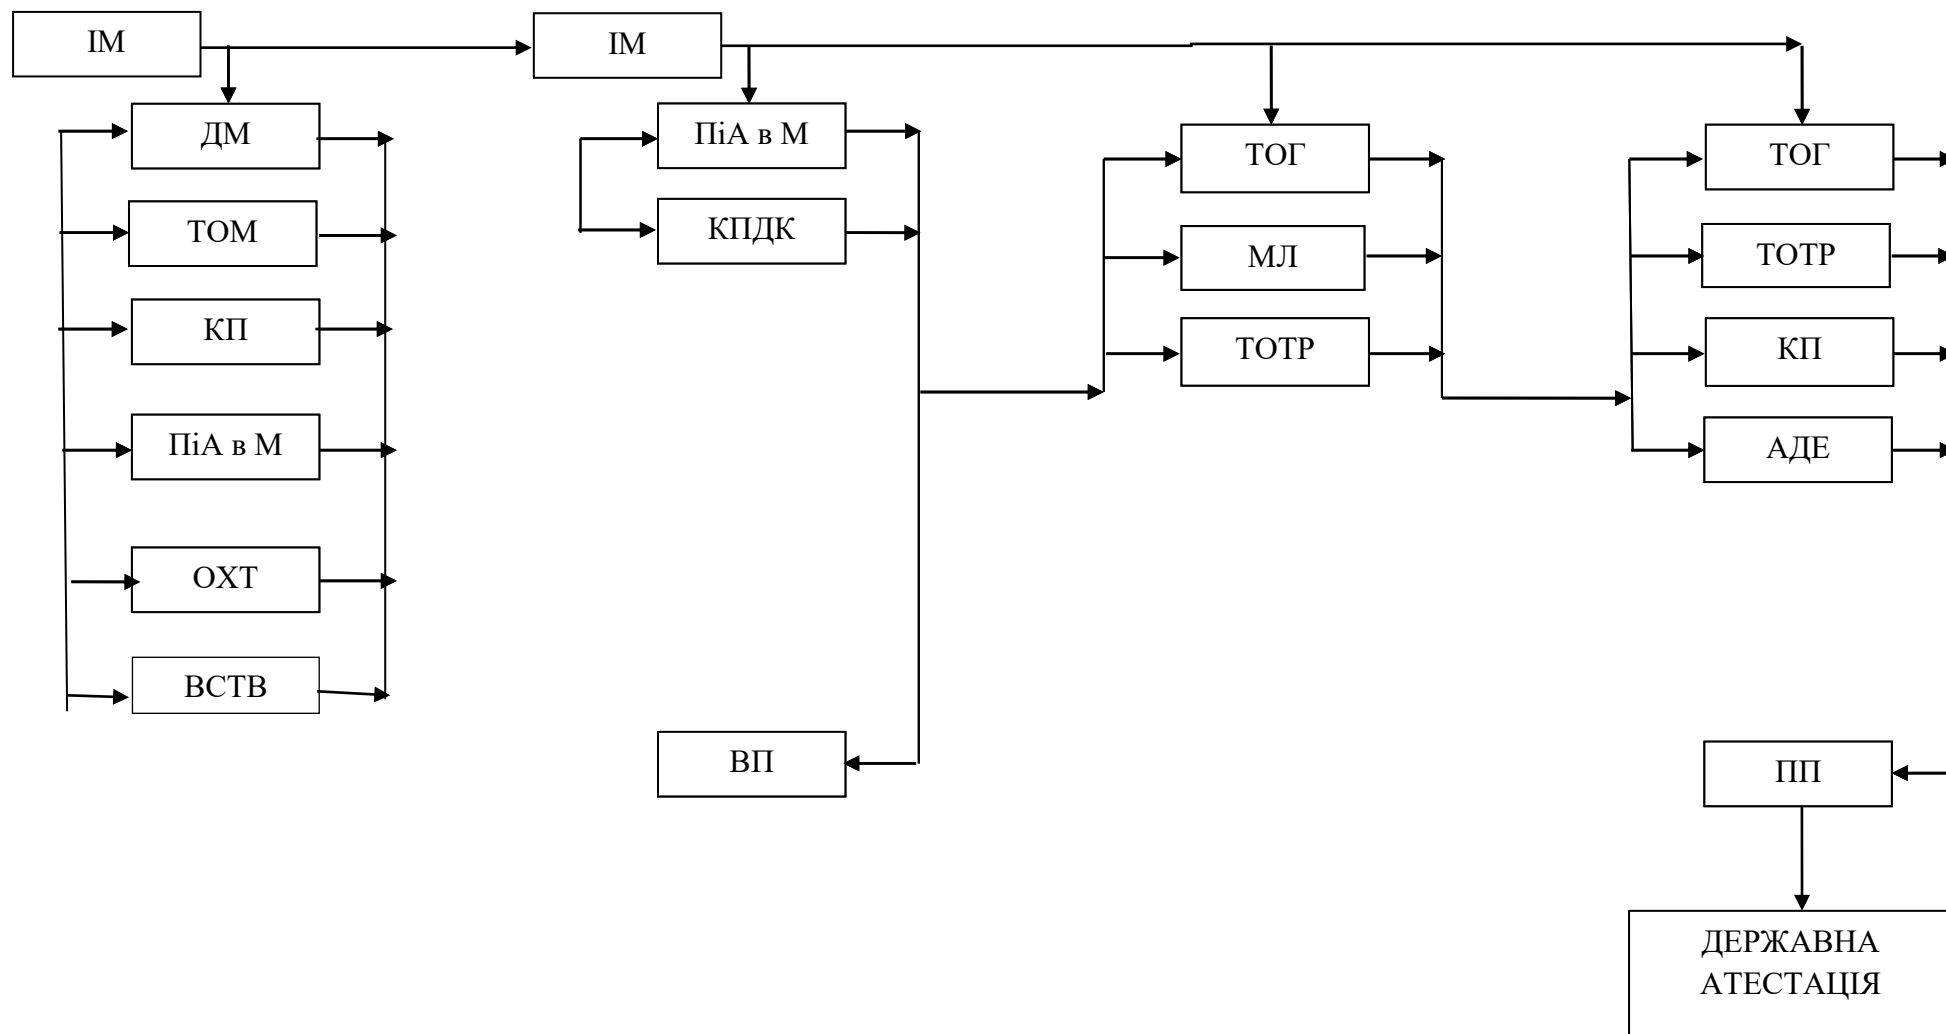 ІМ
ІМ
ДМ
ТОМ
КП
ПіА в М
ОХТ
ВСТВ
ПіА в М
КПДК
ВП
ТОГ
МЛ
ТОТР
ТОГ
ТОТР
КП
АДЕ
ПП
ДЕРЖАВНА
АТЕСТАЦІЯ